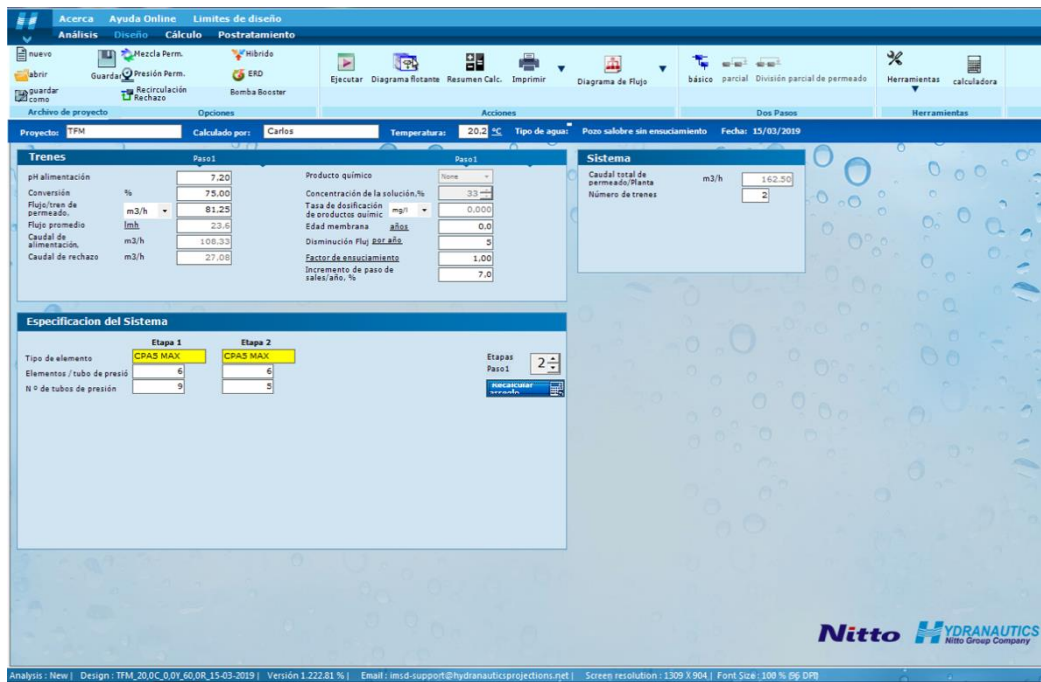 Acerca Ayuda Online Limites de diseño
Análisis Diseño Cálculo Postratamiento
nuevo
abrir
guardar como
Guardar
Mezcla Perm.
Presión Perm.
Recirculación Rechazo
Hibrido
ERD
Bomba Booster
Ejecutar Diagrama flotante Resumen Calc. Imprimir
Diagrama de Flujo
básico parcial División parcial de permeado
Herramientas calculadora
Archivo de proyecto Opciones Acciones Dos Pasos Herramientas
Proyecto: TFM Calculado por: Carlos Temperatura: 20.2 ºC Tipo de agua: Pozo salobre sin ensuciamiento Fecha: 15/03/2019
Trenes Paso1 Paso1
pH alimentación 7.20
Conversión % 75.00
Flujo/tren de permeado, m3/h 81.25
Flujo promedio lmh 23.6
Caudal de alimentación, m3/h 108.33
Caudal de rechazo m3/h 27.08
Producto químico None
Concentración de la solución,% 33
Tasa de dosificación de productos químic mg/l 0.000
Edad membrana años 0.0
Disminución Fluj por año 5
Factor de ensuciamiento 1.00
Incremento de paso de sales/año, % 7.0
Sistema
Caudal total de permeado/Planta m3/h 162.50
Número de trenes 2
Especificacion del Sistema
Etapa 1 Etapa 2
Tipo de elemento CPA5 MAX CPA5 MAX
Elementos / tubo de presió 6 6
N º de tubos de presión 9 5
Etapas Paso1 2
Recalcular arreglo
Nitto HYDRANAUTICS
Nitto Group Company
Analysis : New | Design : TFM_20,0C_0,0Y_60,0R_15-03-2019 | Versión 1.222.81 % | Email : imsd-support@hydranauticsprojections.net | Screen resolution : 1309 X 904 | Font Size : 100 % (96 DPI)